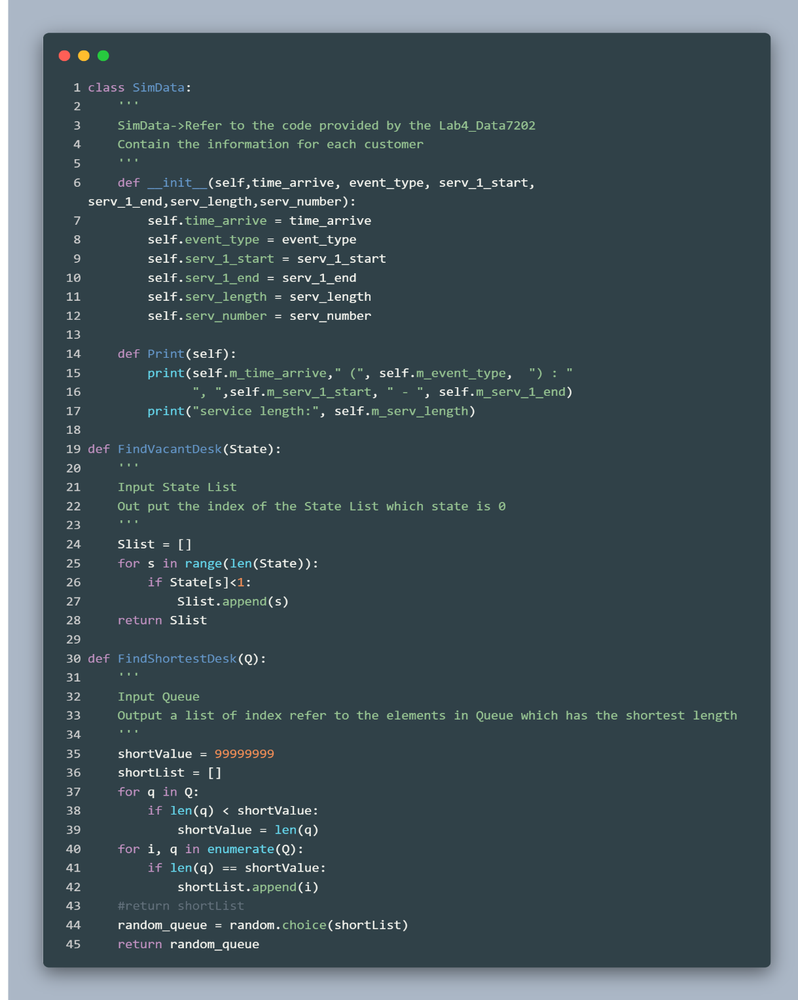 1 class SimData:
2     '''
3     SimData->Refer to the code provided by the Lab4_Data7202
4     Contain the information for each customer
5     '''
6     def __init__(self,time_arrive, event_type, serv_1_start,
serv_1_end,serv_length,serv_number):
7         self.time_arrive = time_arrive
8         self.event_type = event_type
9         self.serv_1_start = serv_1_start
10         self.serv_1_end = serv_1_end
11         self.serv_length = serv_length
12         self.serv_number = serv_number
13
14     def Print(self):
15         print(self.m_time_arrive," (", self.m_event_type,  ") : "
16               ", ",self.m_serv_1_start, " - ", self.m_serv_1_end)
17         print("service length:", self.m_serv_length)
18
19 def FindVacantDesk(State):
20     '''
21     Input State List
22     Out put the index of the State List which state is 0
23     '''
24     Slist = []
25     for s in range(len(State)):
26         if State[s]<1:
27             Slist.append(s)
28     return Slist
29
30 def FindShortestDesk(Q):
31     '''
32     Input Queue
33     Output a list of index refer to the elements in Queue which has the shortest length
34     '''
35     shortValue = 99999999
36     shortList = []
37     for q in Q:
38         if len(q) < shortValue:
39             shortValue = len(q)
40     for i, q in enumerate(Q):
41         if len(q) == shortValue:
42             shortList.append(i)
43     #return shortList
44     random_queue = random.choice(shortList)
45     return random_queue